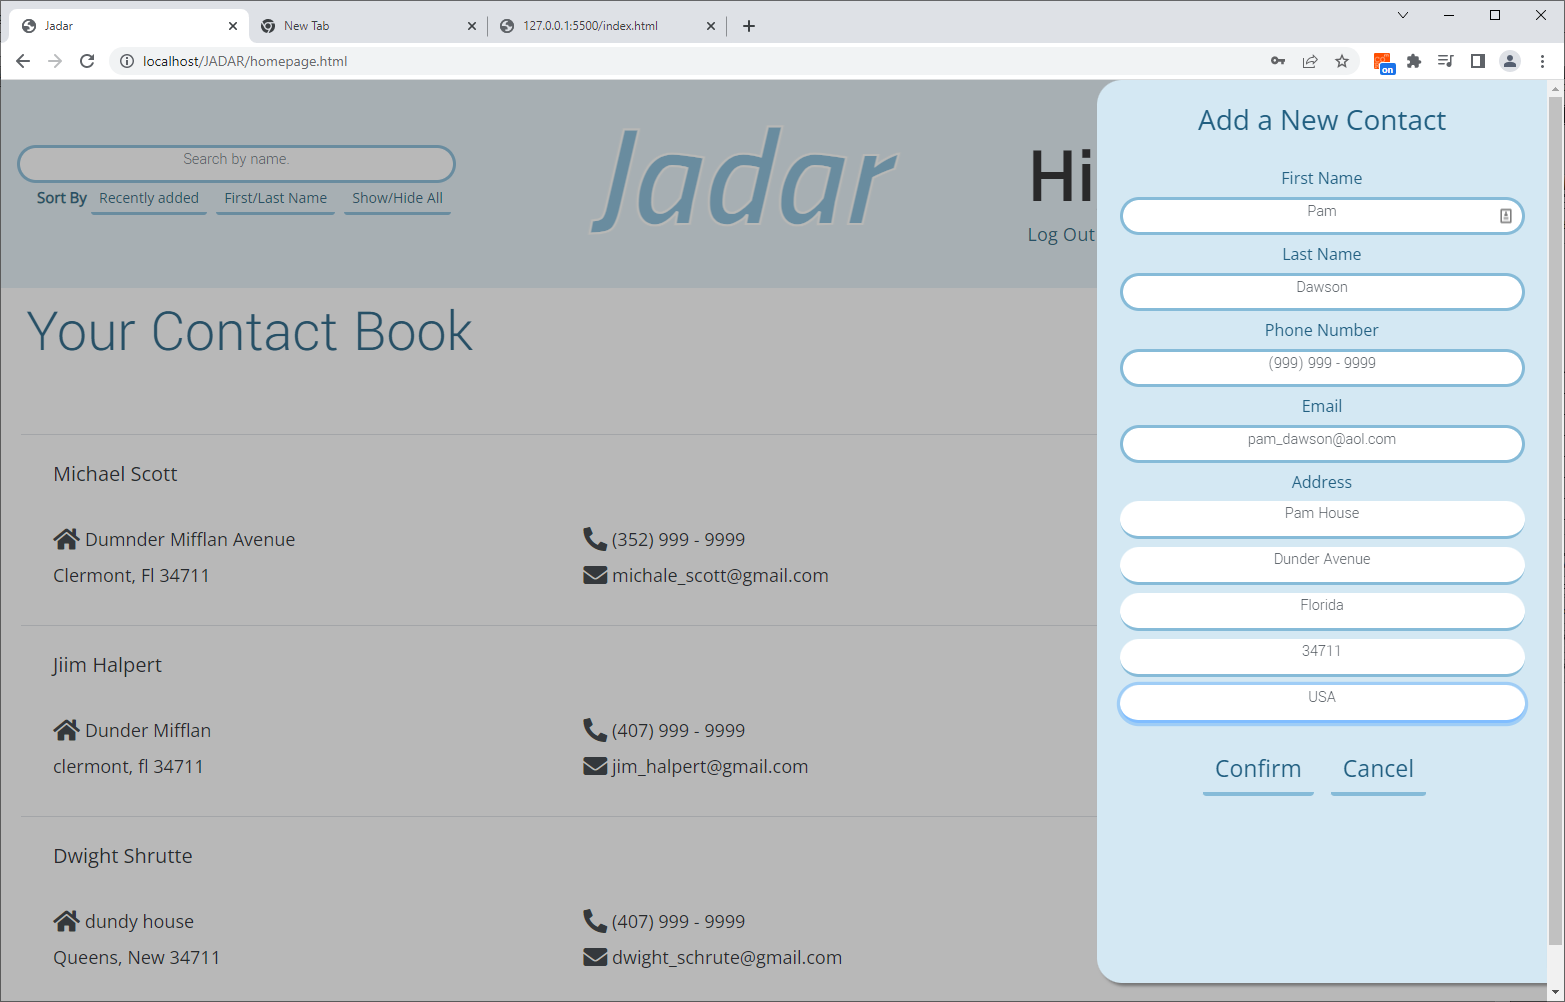 Jadar
New Tab
127.0.0.1:5500/index.html
localhost/JADAR/homepage.html
on
Search by name.
Sort By Recently added First/Last Name Show/Hide All
Jadar
Hi
Log Out
Your Contact Book
Michael Scott
Dumnder Mifflan Avenue
(352) 999 - 9999
Clermont, Fl 34711
michale_scott@gmail.com
Jiim Halpert
Dunder Mifflan
(407) 999 - 9999
clermont, fl 34711
jim_halpert@gmail.com
Dwight Shrutte
dundy house
(407) 999 - 9999
Queens, New 34711
dwight_schrute@gmail.com
Add a New Contact
First Name
Pam
Last Name
Dawson
Phone Number
(999) 999 - 9999
Email
pam_dawson@aol.com
Address
Pam House
Dunder Avenue
Florida
34711
USA
Confirm Cancel